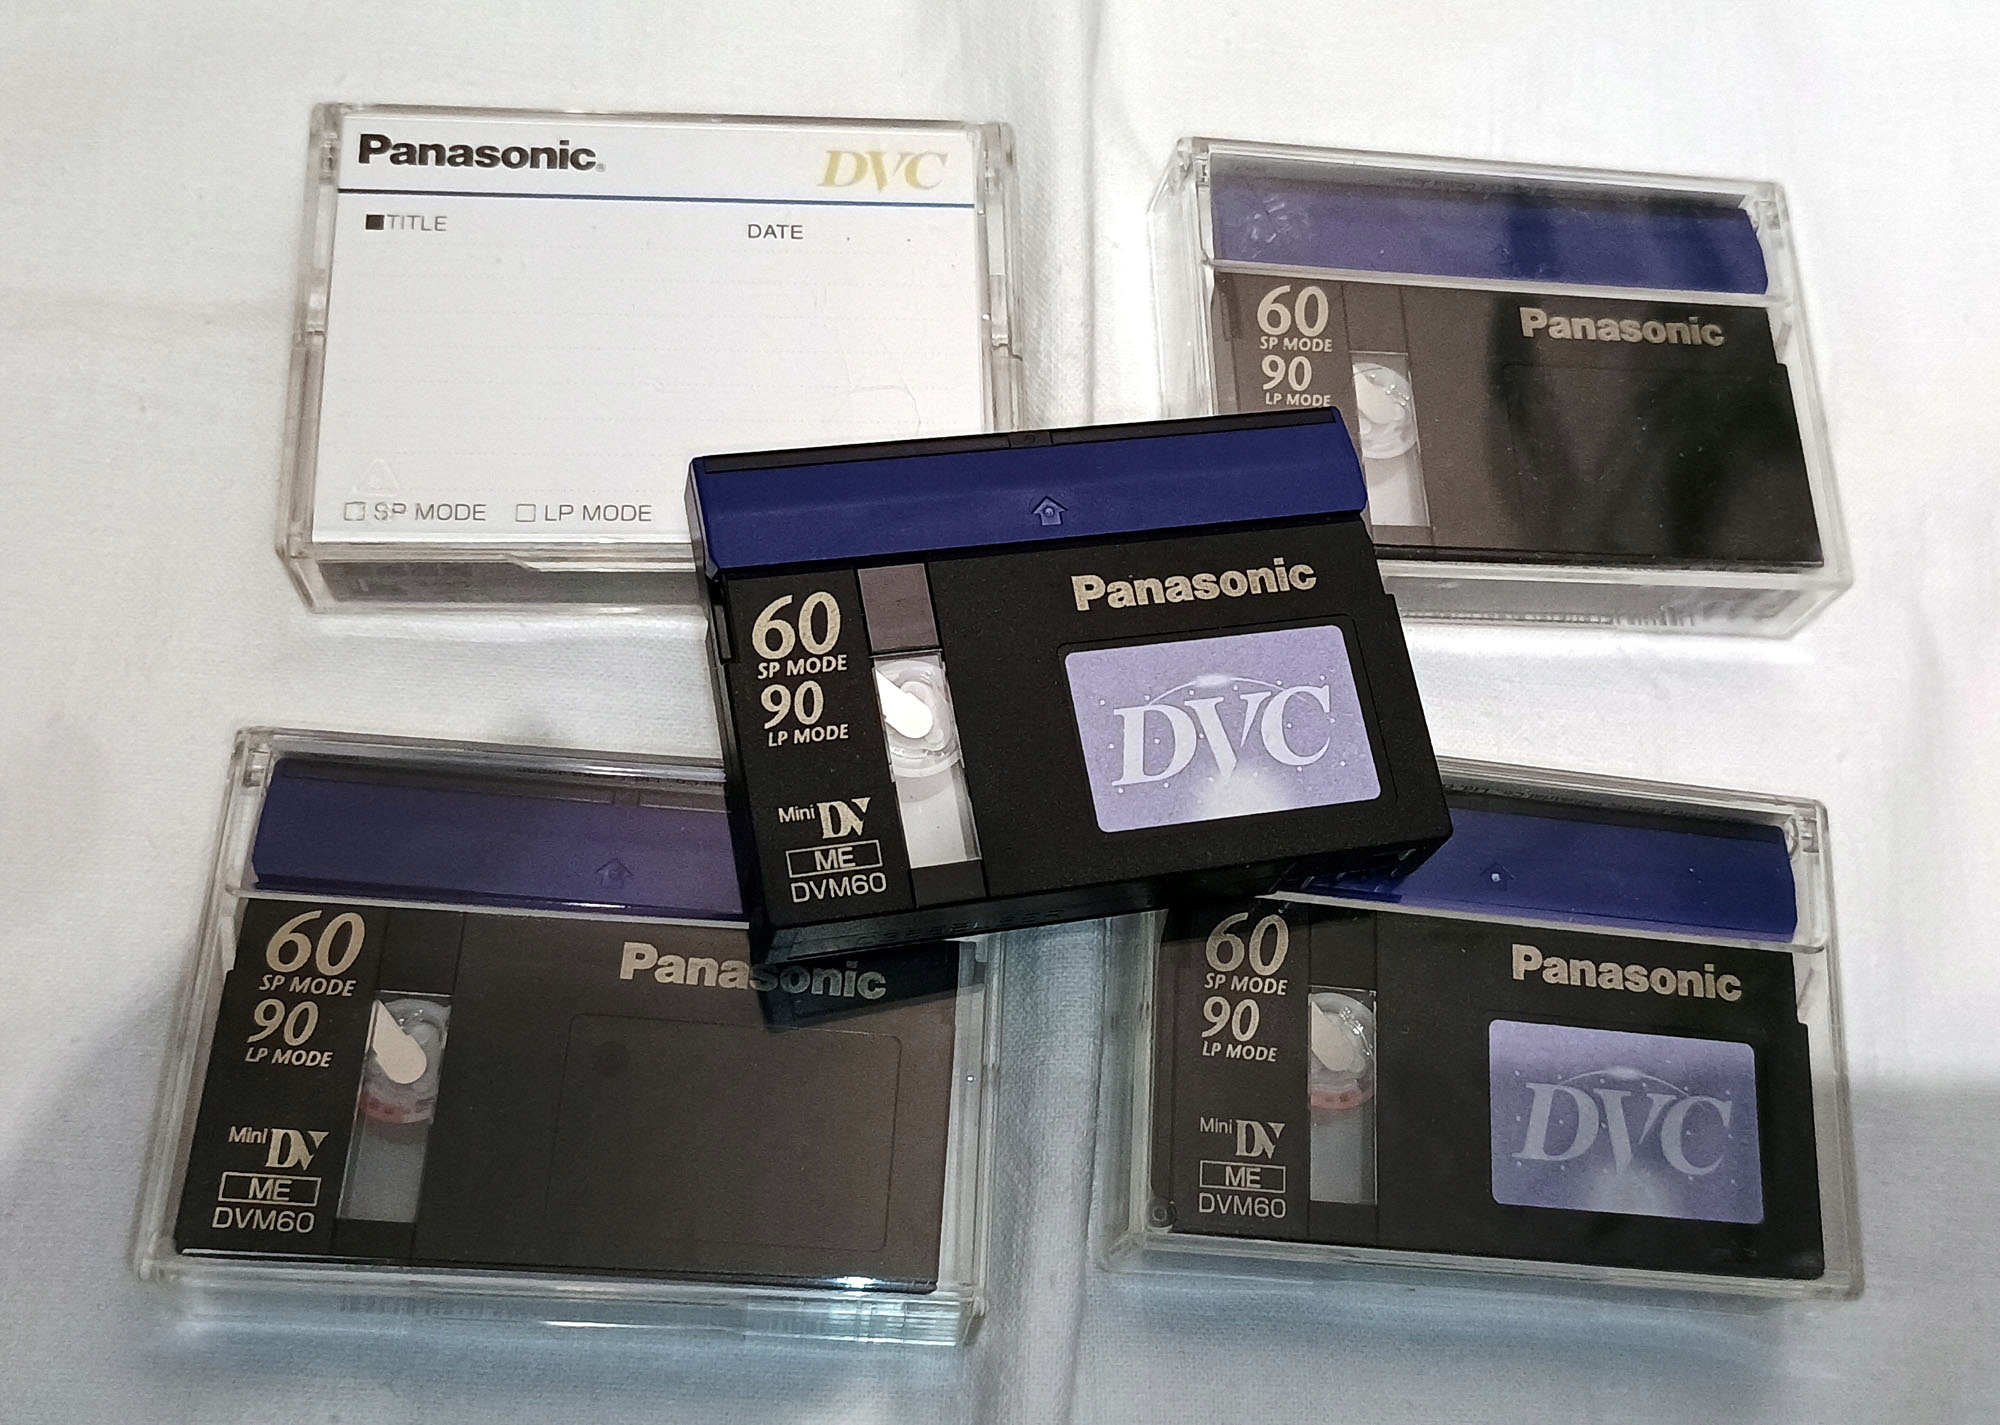 Panasonic
DVC
■TITLE
DATE
□ SP MODE □ LP MODE
60
SP MODE
90
LP MODE
Panasonic
60
SP MODE
90
LP MODE
Mini DV
ME
DVM60
Panasonic
DVC
60
SP MODE
90
LP MODE
Mini DV
ME
DVM60
Panasonic
60
SP MODE
90
LP MODE
Mini DV
ME
DVM60
Panasonic
DVC